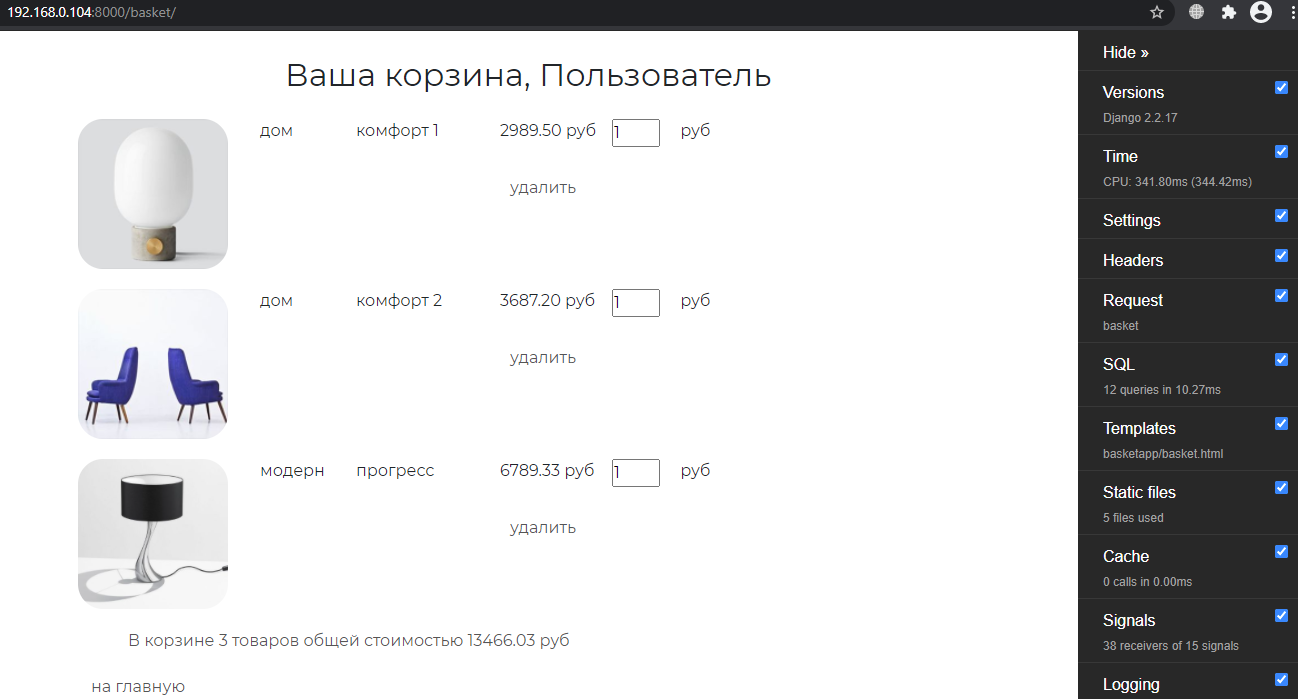 192.168.0.104:8000/basket/
Ваша корзина, Пользователь
дом комфорт 1 2989.50 руб 1 руб
удалить
дом комфорт 2 3687.20 руб 1 руб
удалить
модерн прогресс 6789.33 руб 1 руб
удалить
В корзине 3 товаров общей стоимостью 13466.03 руб
на главную
Hide »
Versions
Django 2.2.17
Time
CPU: 341.80ms (344.42ms)
Settings
Headers
Request
basket
SQL
12 queries in 10.27ms
Templates
basketapp/basket.html
Static files
5 files used
Cache
0 calls in 0.00ms
Signals
38 receivers of 15 signals
Logging